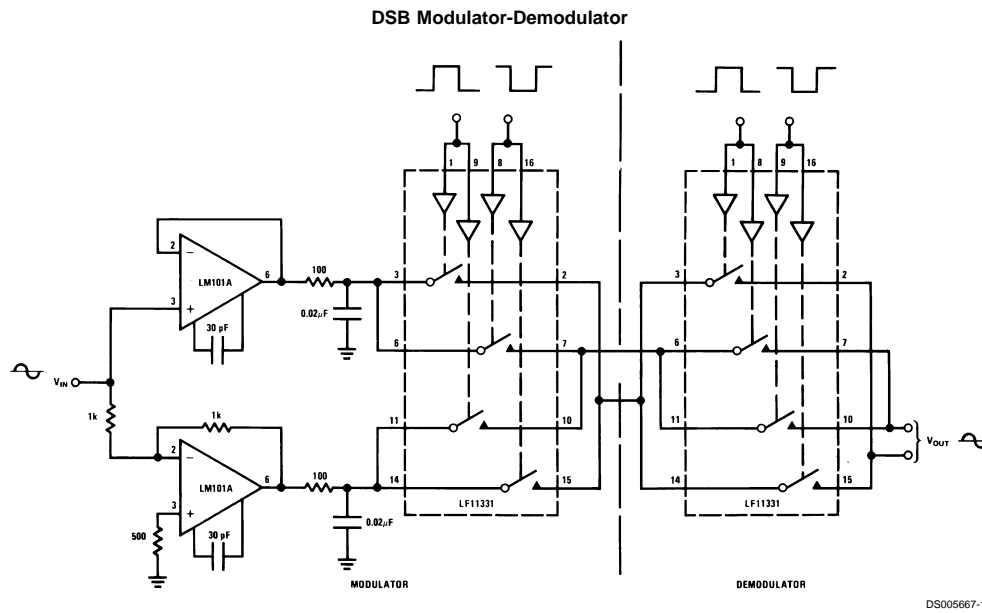 DSB Modulator-Demodulator
1 9 8 16
1 8 9 16
2
LM101A
6
3
30 pF
100
0.02µF
3
2
6
7
11
10
14
15
LF11331
3
2
6
7
11
10
14
15
LF11331
VIN
1k
1k
2
LM101A
6
3
30 pF
500
100
0.02µF
VOUT
MODULATOR
DEMODULATOR
DS005667-1